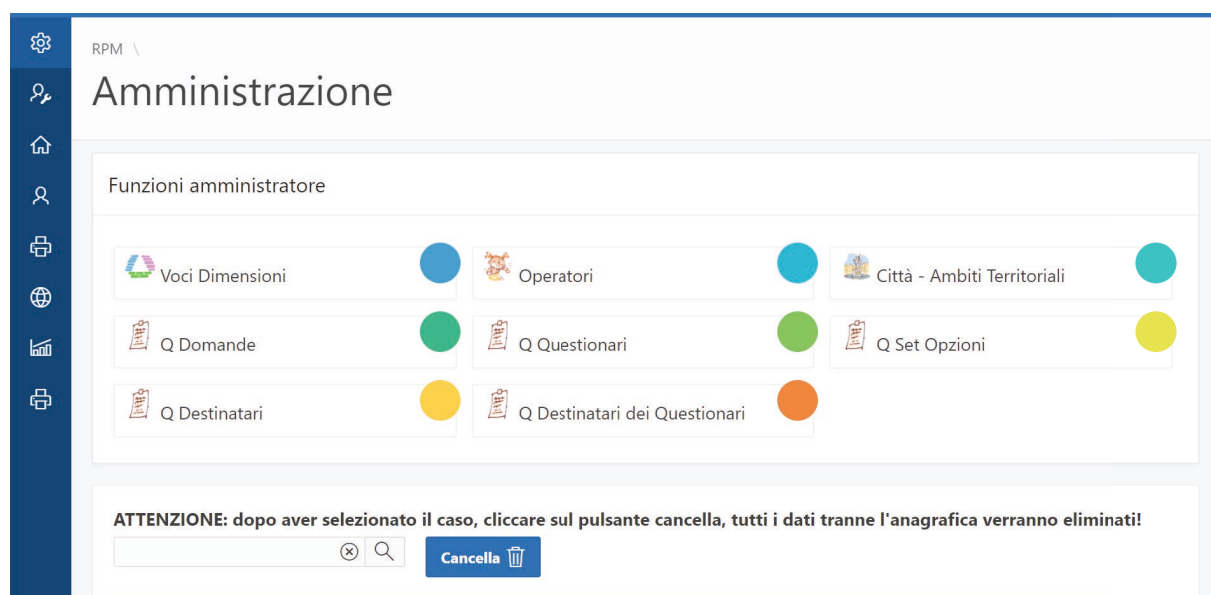 RPM \
Amministrazione
Funzioni amministratore
Voci Dimensioni
Operatori
Città - Ambiti Territoriali
Q Domande
Q Questionari
Q Set Opzioni
Q Destinatari
Q Destinatari dei Questionari
ATTENZIONE: dopo aver selezionato il caso, cliccare sul pulsante cancella, tutti i dati tranne l'anagrafica verranno eliminati!
Cancella